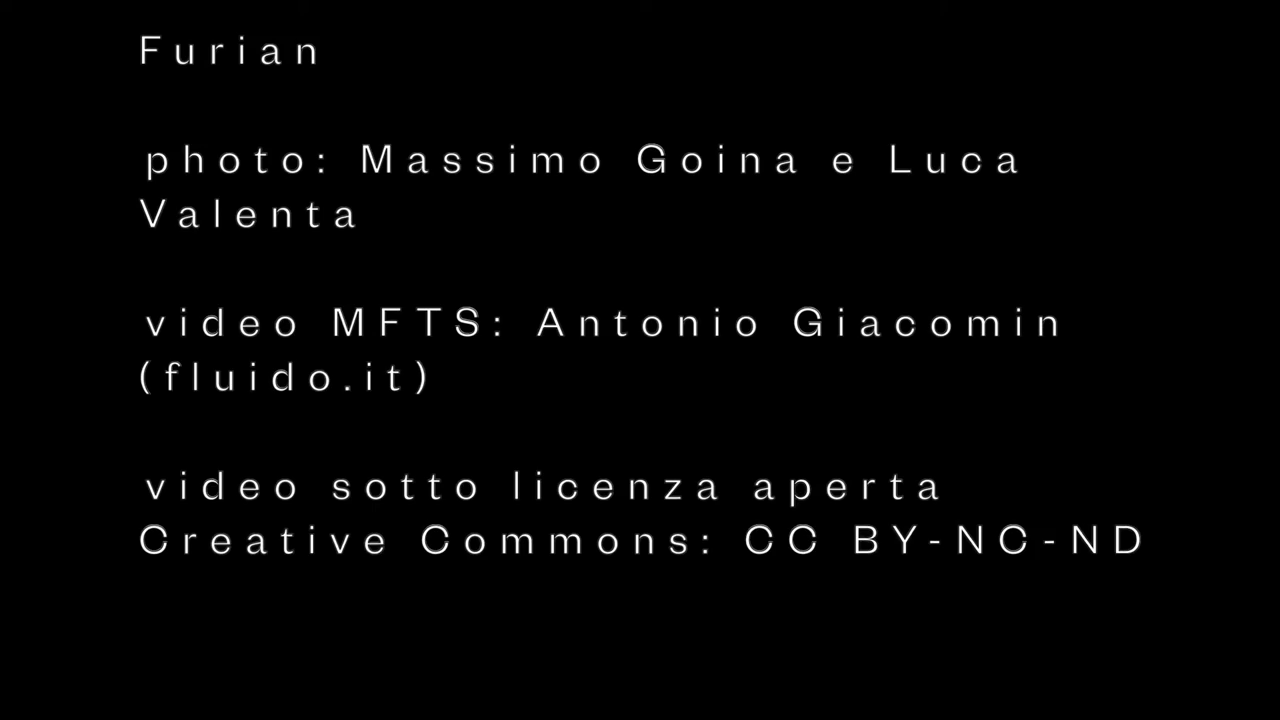 Furian
photo: Massimo Goina e Luca
Valenta
video MFTS: Antonio Giacomin
(fluido.it)
video sotto licenza aperta
Creative Commons: CC BY-NC-ND